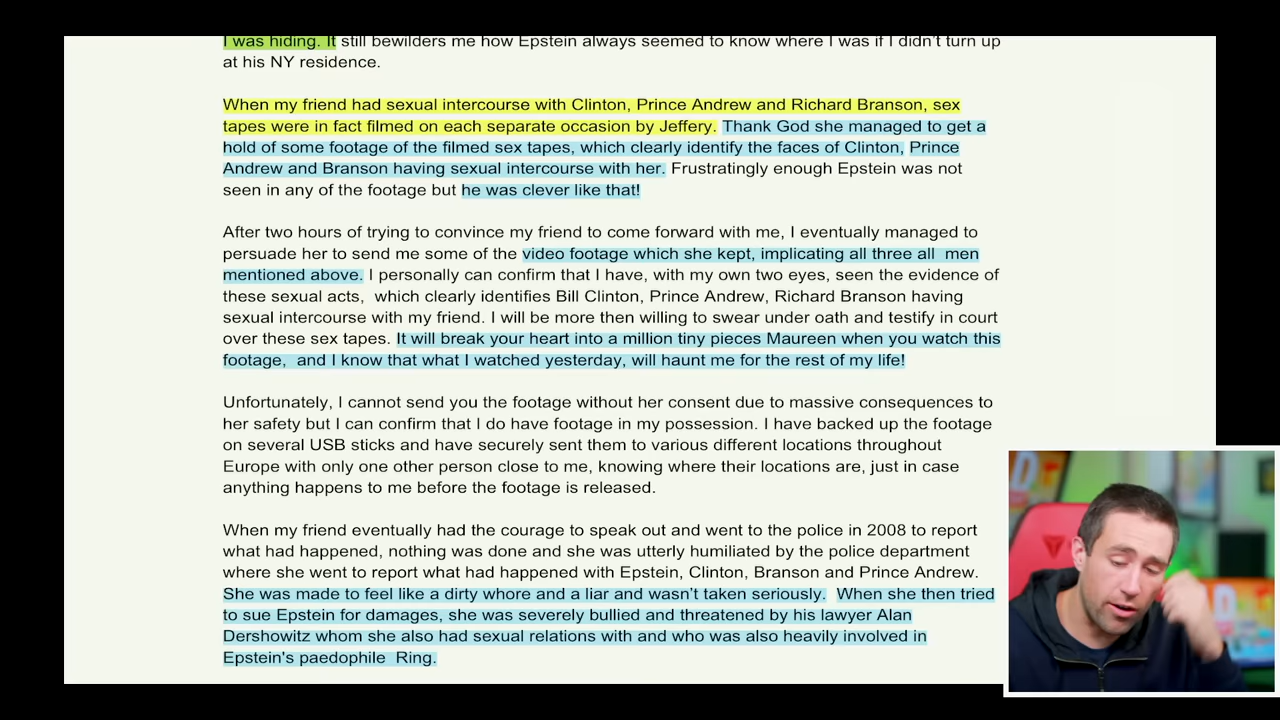 I was hiding. It still bewilders me how Epstein always seemed to know where I was if I didn't turn up
at his NY residence.
When my friend had sexual intercourse with Clinton, Prince Andrew and Richard Branson, sex
tapes were in fact filmed on each separate occasion by Jeffery. Thank God she managed to get a
hold of some footage of the filmed sex tapes, which clearly identify the faces of Clinton, Prince
Andrew and Branson having sexual intercourse with her. Frustratingly enough Epstein was not
seen in any of the footage but he was clever like that!
After two hours of trying to convince my friend to come forward with me, I eventually managed to
persuade her to send me some of the video footage which she kept, implicating all three all  men
mentioned above. I personally can confirm that I have, with my own two eyes, seen the evidence of
these sexual acts,  which clearly identifies Bill Clinton, Prince Andrew, Richard Branson having
sexual intercourse with my friend. I will be more then willing to swear under oath and testify in court
over these sex tapes. It will break your heart into a million tiny pieces Maureen when you watch this
footage,  and I know that what I watched yesterday, will haunt me for the rest of my life!
Unfortunately, I cannot send you the footage without her consent due to massive consequences to
her safety but I can confirm that I do have footage in my possession. I have backed up the footage
on several USB sticks and have securely sent them to various different locations throughout
Europe with only one other person close to me, knowing where their locations are, just in case
anything happens to me before the footage is released.
When my friend eventually had the courage to speak out and went to the police in 2008 to report
what had happened, nothing was done and she was utterly humiliated by the police department
where she went to report what had happened with Epstein, Clinton, Branson and Prince Andrew.
She was made to feel like a dirty whore and a liar and wasn't taken seriously.  When she then tried
to sue Epstein for damages, she was severely bullied and threatened by his lawyer Alan
Dershowitz whom she also had sexual relations with and who was also heavily involved in
Epstein's paedophile  Ring.